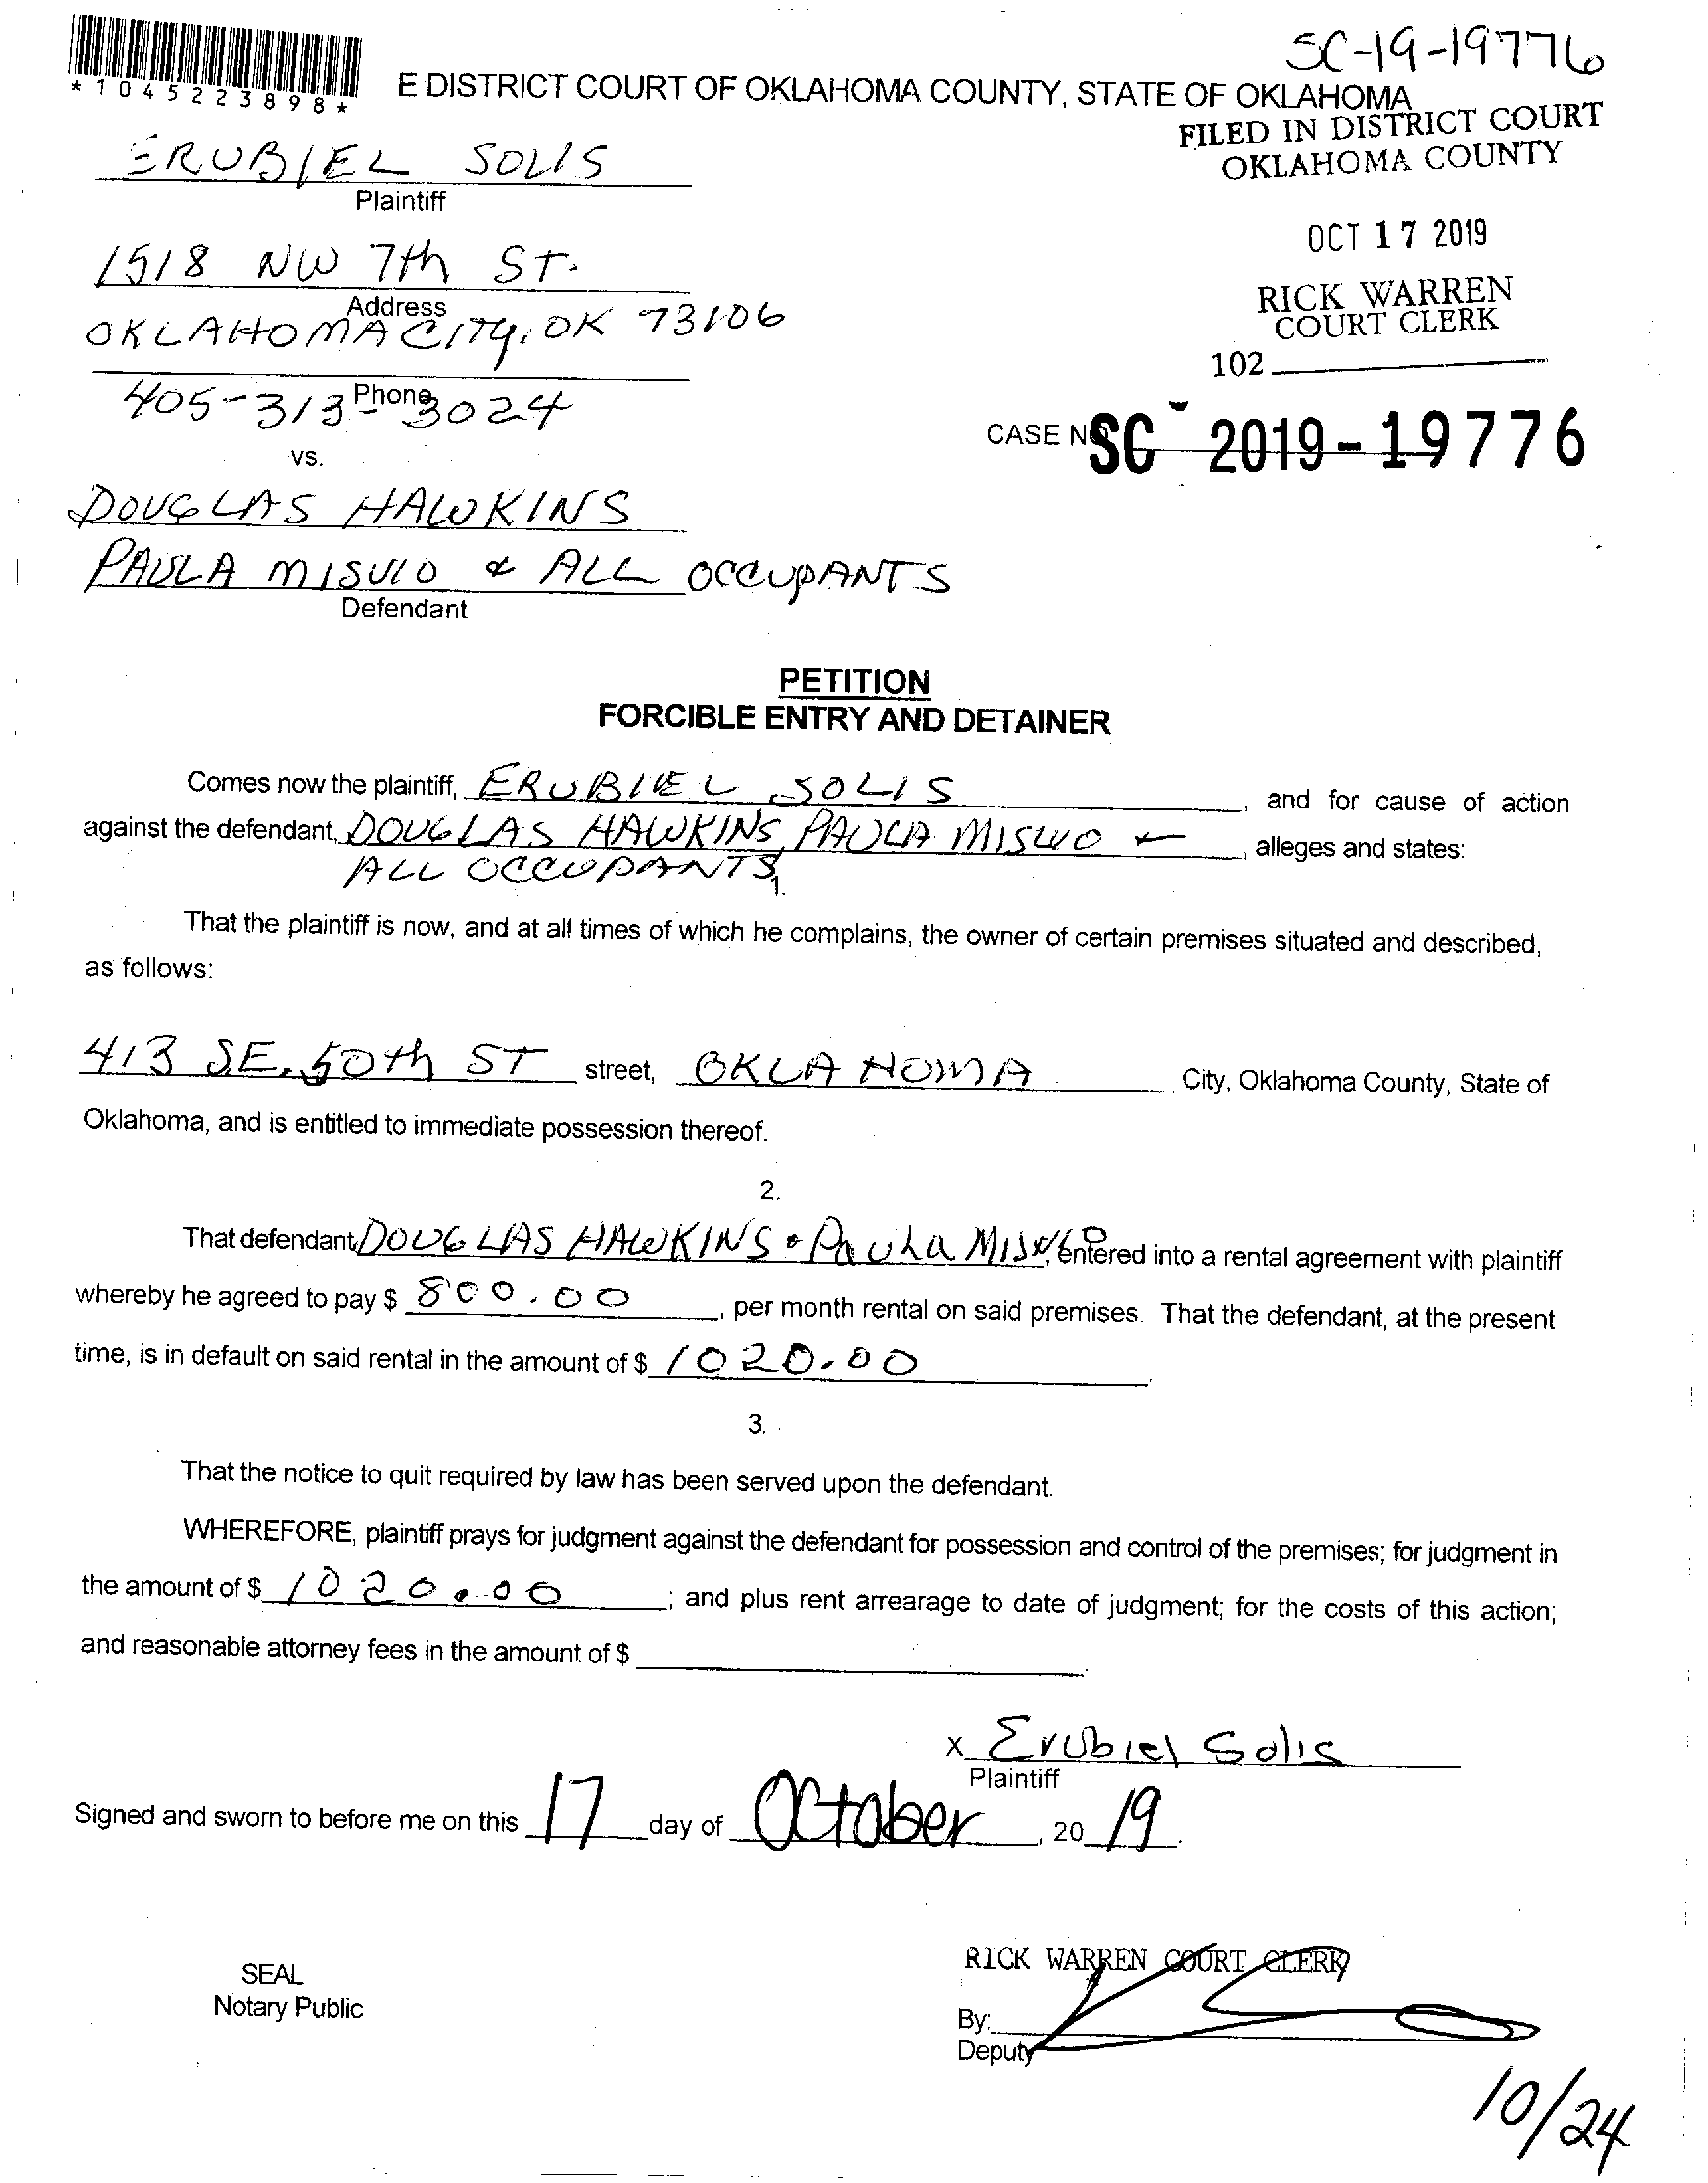 SC-19-19776
*1045223898*
E DISTRICT COURT OF OKLAHOMA COUNTY, STATE OF OKLAHOMA
FILED IN DISTRICT COURT
OKLAHOMA COUNTY
ERUBIEL SOLIS
Plaintiff
OCT 17 2019
1518 NW 7th ST.
Address
RICK WARREN
COURT CLERK
OKLAHOMA CITY, OK 73106
102
405-313-3024
Phone
CASE NO. SC - 2019-19776
vs.
DOUGLAS HAWKINS
PAULA & ALL OCCUPANTS
Defendant
PETITION
FORCIBLE ENTRY AND DETAINER
Comes now the plaintiff, ERUBIEL SOLIS, and for cause of action
against the defendant, DOUGLAS HAWKINS, PAULA alleges and states:
ALL OCCUPANTS
1.
That the plaintiff is now, and at all times of which he complains, the owner of certain premises situated and described,
as follows:
413 SE. 50th ST street, OKLAHOMA City, Oklahoma County, State of
Oklahoma, and is entitled to immediate possession thereof.
2.
That defendant, DOUGLAS HAWKINS & Paula entered into a rental agreement with plaintiff
whereby he agreed to pay $ 800.00, per month rental on said premises. That the defendant, at the present
time, is in default on said rental in the amount of $ 1020.00
3.
That the notice to quit required by law has been served upon the defendant.
WHEREFORE, plaintiff prays for judgment against the defendant for possession and control of the premises; for judgment in
the amount of $ 1020.00; and plus rent arrearage to date of judgment; for the costs of this action;
and reasonable attorney fees in the amount of $
X Erubiel Solis
Plaintiff
Signed and sworn to before me on this 17 day of October, 20 19.
RICK WARREN COURT CLERK
SEAL
Notary Public
By:
Deputy
10/24